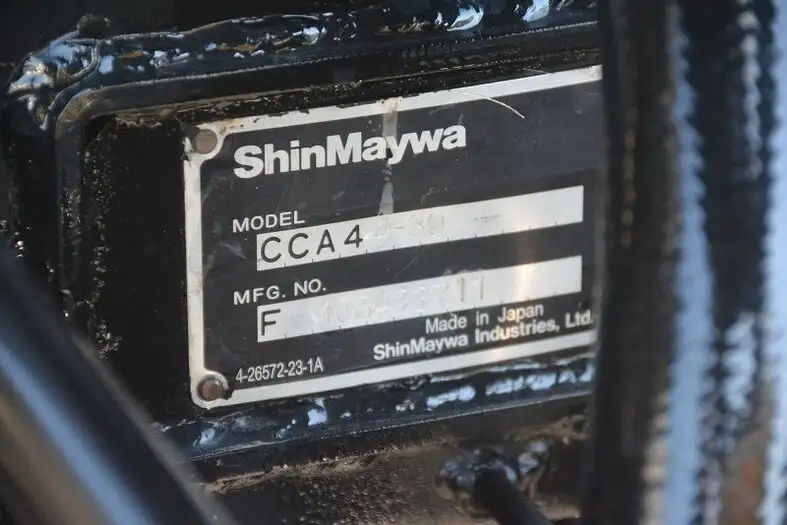 ShinMaywa
MODEL
CCA4
MFG. NO.
F
Made in Japan
ShinMaywa Industries, Ltd.
4-26572-23-1A